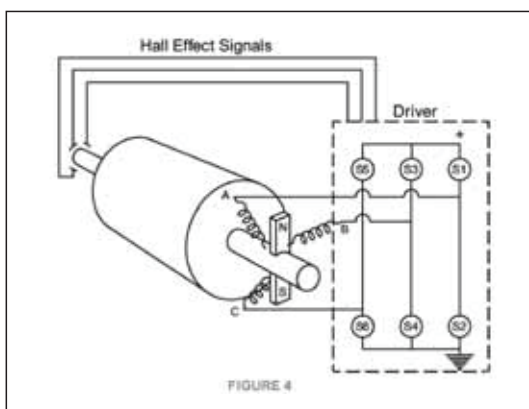 Hall Effect Signals
Driver
+
S5 S3 S1
A
N
B
S
C
S6 S4 S2
FIGURE 4